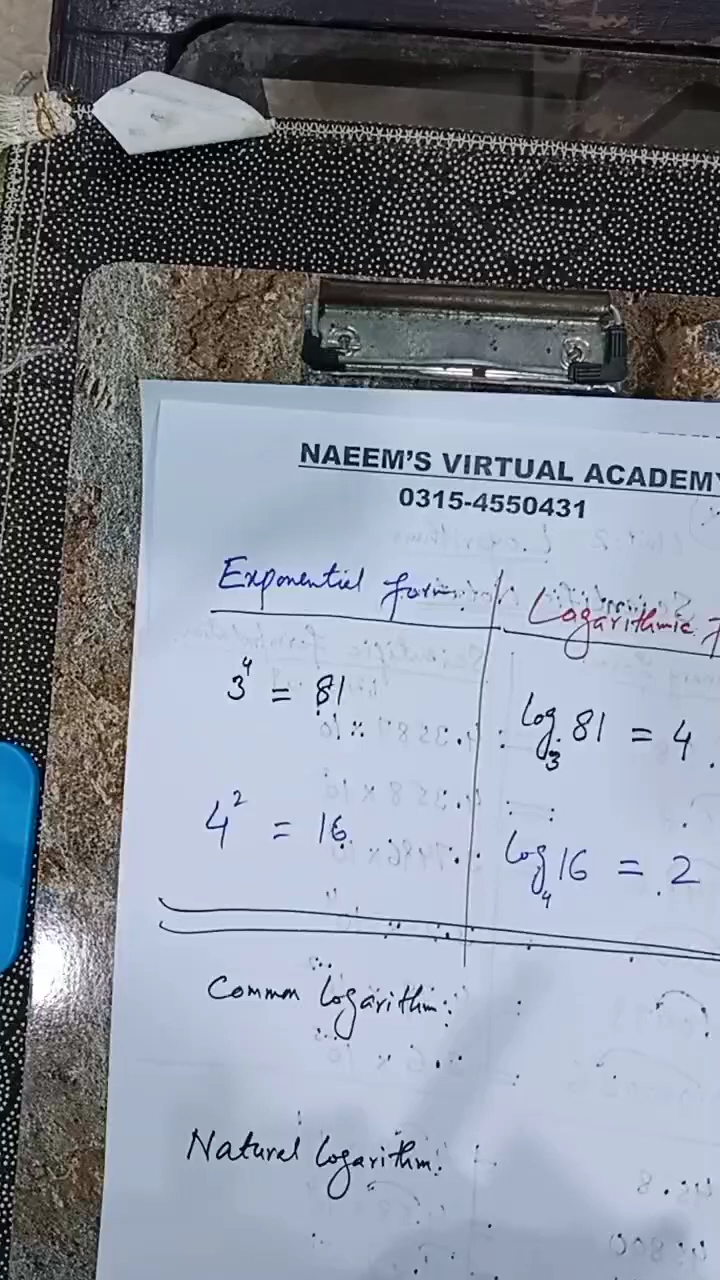 NAEEM'S VIRTUAL ACADEMY
0315-4550431
Exponential form. Logarithmic
3⁴ = 81 log₃ 81 = 4.
4² = 16. log₄ 16 = 2
Common Logarithm:
Natural Logarithm.